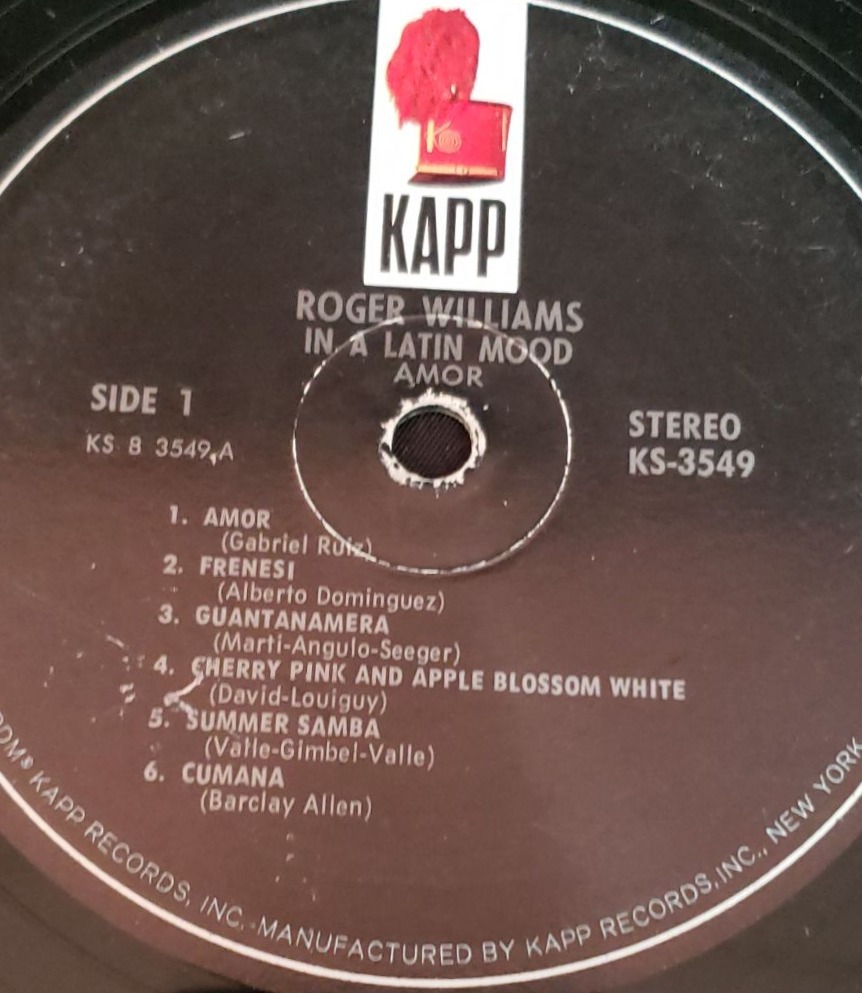 KAPP
ROGER WILLIAMS
IN A LATIN MOOD
AMOR
SIDE 1
KS B 3549,A
STEREO
KS-3549
1. AMOR
(Gabriel Ruiz)
2. FRENESI
(Alberto Dominguez)
3. GUANTANAMERA
(Marti-Angulo-Seeger)
4. CHERRY PINK AND APPLE BLOSSOM WHITE
(David-Louiguy)
5. SUMMER SAMBA
(Valle-Gimbel-Valle)
6. CUMANA
(Barclay Allen)
KAPP RECORDS, INC.-MANUFACTURED BY KAPP RECORDS, INC., NEW YORK